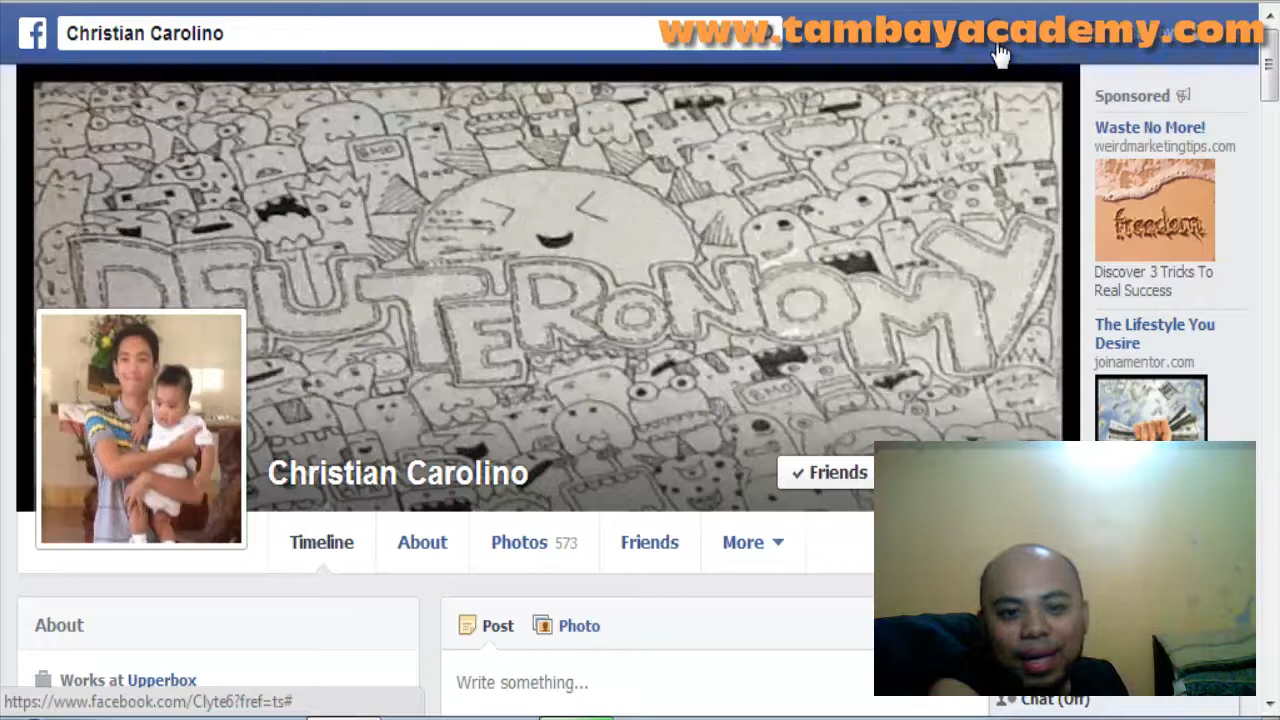 Christian Carolino
www.tambayacademy.com
Sponsored
Waste No More!
weirdmarketingtips.com
freedom
Discover 3 Tricks To
Real Success
The Lifestyle You
Desire
joinamentor.com
DEUTERONOMY
Christian Carolino
Friends
Timeline
About
Photos 573
Friends
More
About
Post
Photo
Works at Upperbox
Write something...
https://www.facebook.com/Clyte6?fref=ts#
Chat (Off)